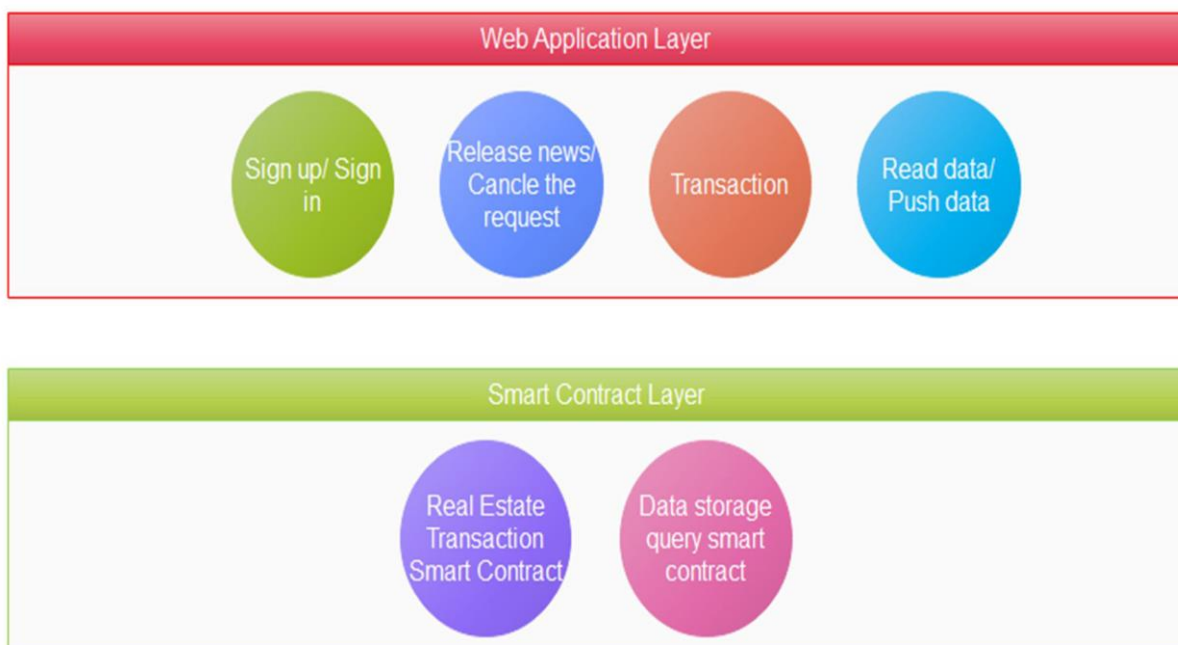 Web Application Layer
Sign up/ Sign
in
Release news/
Cancle the
request
Transaction
Read data/
Push data
Smart Contract Layer
Real Estate
Transaction
Smart Contract
Data storage
query smart
contract